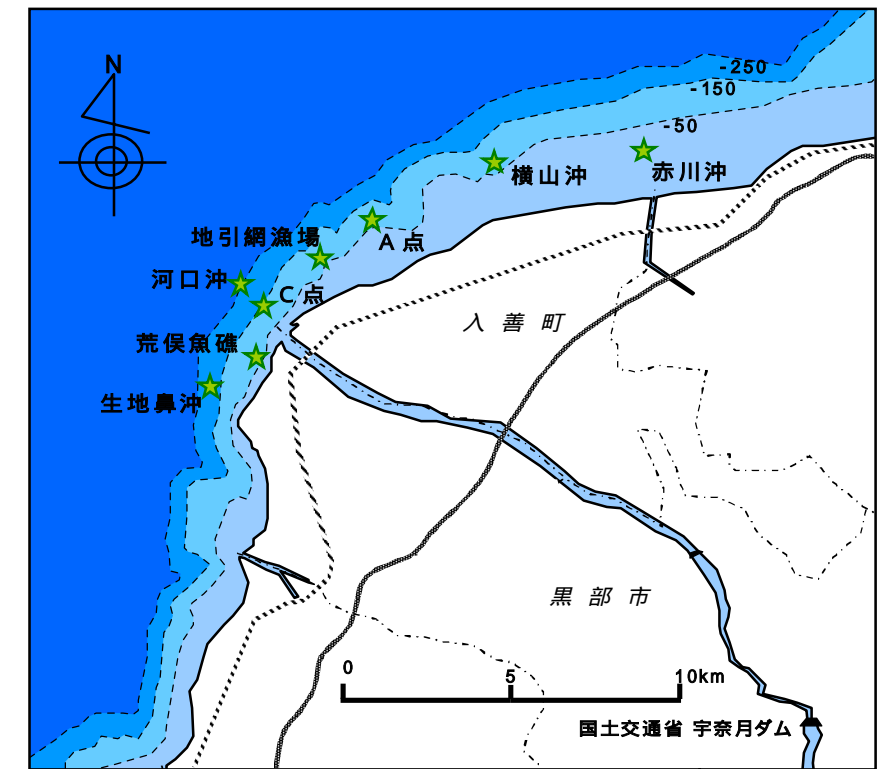 N
-250
-150
-50
横山沖
赤川沖
地引網漁場
A点
河口沖
C点
入善町
荒俣魚礁
生地鼻沖
黒部市
0
5
10km
国土交通省 宇奈月ダム